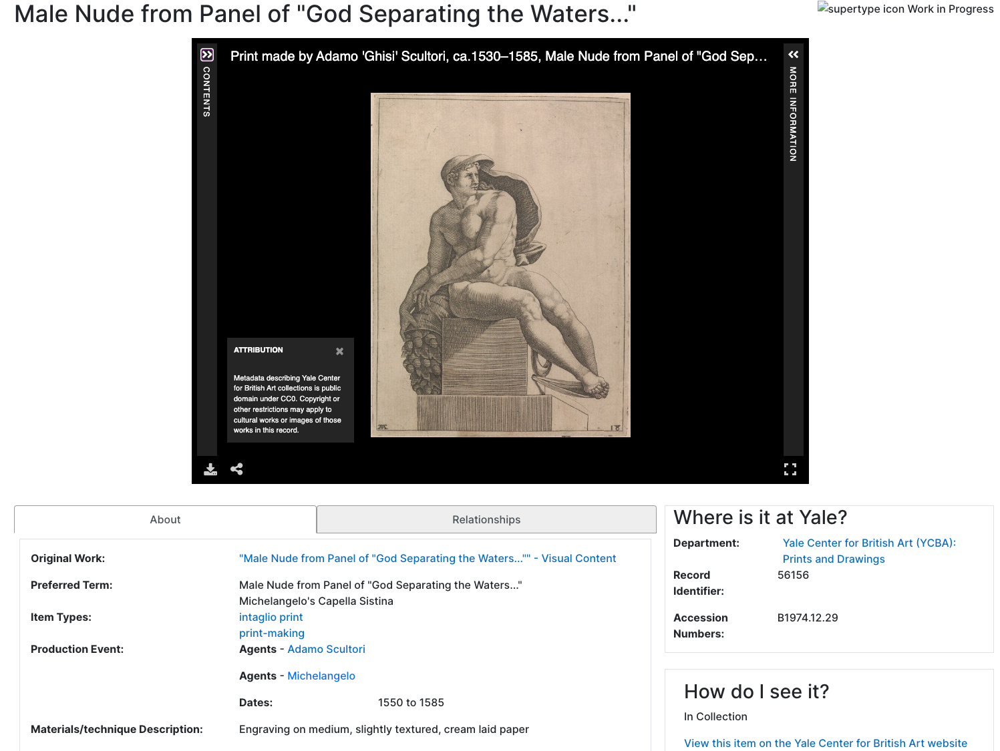 Male Nude from Panel of "God Separating the Waters..."
supertype icon Work in Progress
Print made by Adamo 'Ghisi' Scultori, ca.1530–1585, Male Nude from Panel of "God Sep…
CONTENTS
MORE INFORMATION
ATTRIBUTION
Metadata describing Yale Center
for British Art collections is public
domain under CC0. Copyright or
other restrictions may apply to
cultural works or images of those
works in this record.
18
About
Relationships
Original Work:
"Male Nude from Panel of "God Separating the Waters..."" - Visual Content
Preferred Term:
Male Nude from Panel of "God Separating the Waters..."
Michelangelo's Capella Sistina
Item Types:
intaglio print
print-making
Production Event:
Agents - Adamo Scultori
Agents - Michelangelo
Dates:
1550 to 1585
Materials/technique Description:
Engraving on medium, slightly textured, cream laid paper
Where is it at Yale?
Department:
Yale Center for British Art (YCBA):
Prints and Drawings
Record
Identifier:
56156
Accession
Numbers:
B1974.12.29
How do I see it?
In Collection
View this item on the Yale Center for British Art website